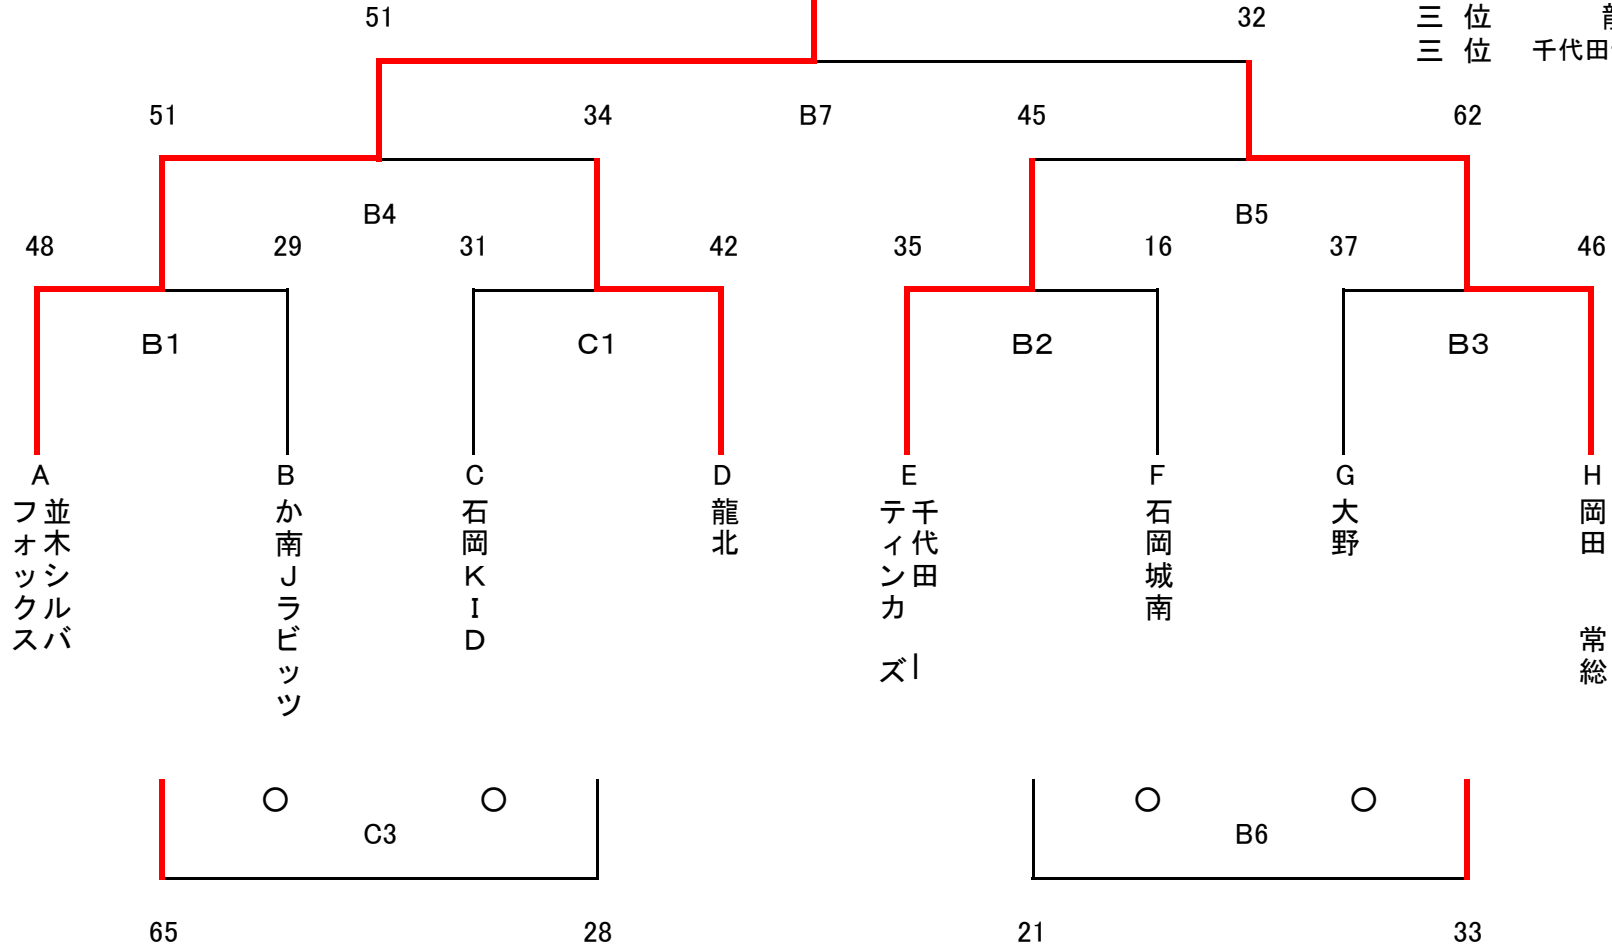 51
32
三位
三位 千代田
51
34
B7
45
62
B4
B5
48
29
31
42
35
16
37
46
B1
C1
B2
B3
A
B
C
D
E
F
G
H
並木シルバ
フォックス
か南Jラビッツ
石岡KID
龍北
千代田
ティンカーズ
石岡城南
大野
岡田 常総
○
○
○
○
C3
B6
65
28
21
33